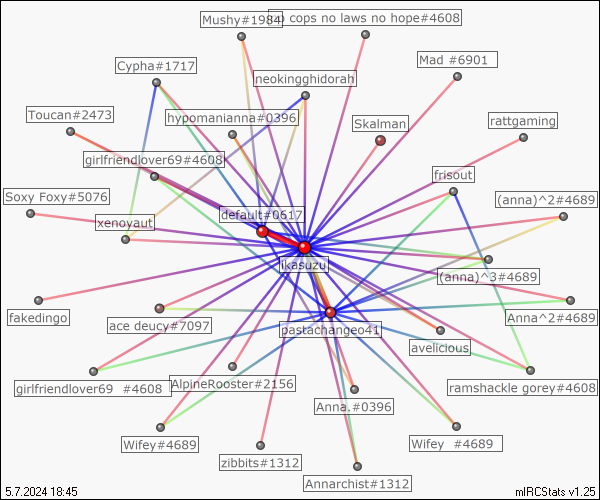 Mushy#1984
no cops no laws no hope#4608
Mad #6901
Cypha#1717
neokingghidorah
Toucan#2473
hypomanianna#0396
Skalman
rattgaming
girlfriendlover69#4608
frisout
Soxy Foxy#5076
(anna)^2#4689
xenoyaut
default#0617
ikasuzu
(anna)^3#4689
fakedingo
ace deucy#7097
pastachangeo41
Anna^2#4689
avelicious
girlfriendlover69 #4608
AlpineRooster#2156
ramshackle gorey#4608
Anna.#0396
Wifey#4689
Wifey #4689
zibbits#1312
Annarchist#1312
5.7.2024 18:45
mIRCStats v1.25